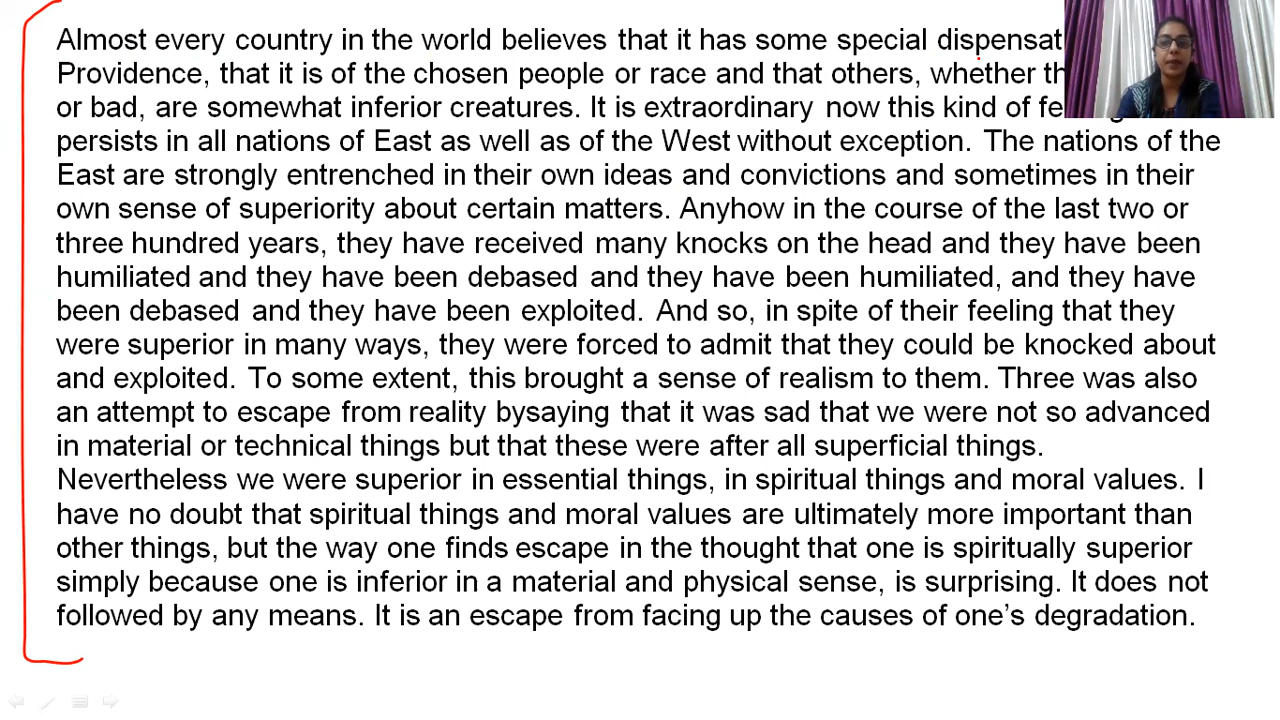 Almost every country in the world believes that it has some special
Providence, that it is of the chosen people or race and that others, whether
or bad, are somewhat inferior creatures. It is extraordinary now this kind of
persists in all nations of East as well as of the West without exception. The nations of the
East are strongly entrenched in their own ideas and convictions and sometimes in their
own sense of superiority about certain matters. Anyhow in the course of the last two or
three hundred years, they have received many knocks on the head and they have been
humiliated and they have been debased and they have been humiliated, and they have
been debased and they have been exploited. And so, in spite of their feeling that they
were superior in many ways, they were forced to admit that they could be knocked about
and exploited. To some extent, this brought a sense of realism to them. Three was also
an attempt to escape from reality bysaying that it was sad that we were not so advanced
in material or technical things but that these were after all superficial things.
Nevertheless we were superior in essential things, in spiritual things and moral values. I
have no doubt that spiritual things and moral values are ultimately more important than
other things, but the way one finds escape in the thought that one is spiritually superior
simply because one is inferior in a material and physical sense, is surprising. It does not
followed by any means. It is an escape from facing up the causes of one's degradation.